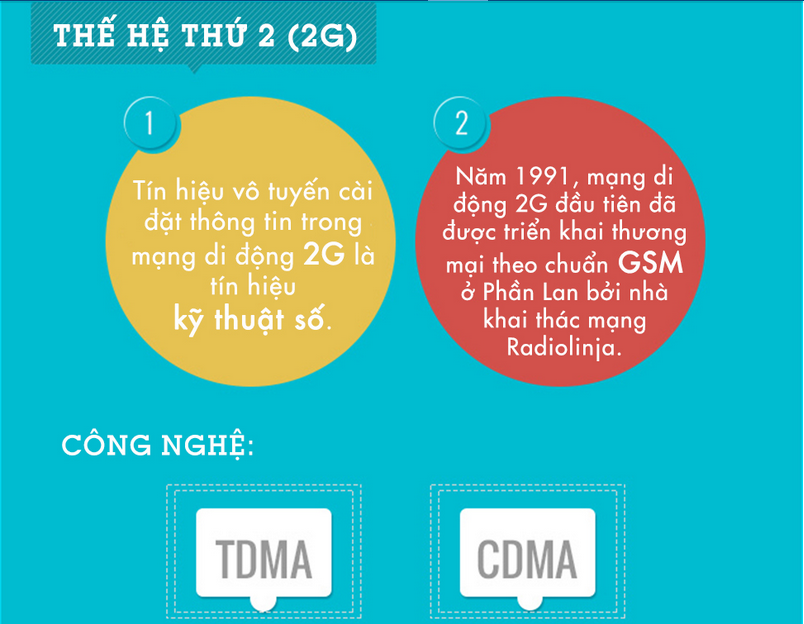 THẾ HỆ THỨ 2 (2G)
1
Tín hiệu vô tuyến cài
đặt thông tin trong
mạng di động 2G là
tín hiệu
kỹ thuật số.
2
Năm 1991, mạng di
động 2G đầu tiên đã
được triển khai thương
mại theo chuẩn GSM
ở Phần Lan bởi nhà
khai thác mạng
Radiolinja.
CÔNG NGHỆ:
TDMA
CDMA